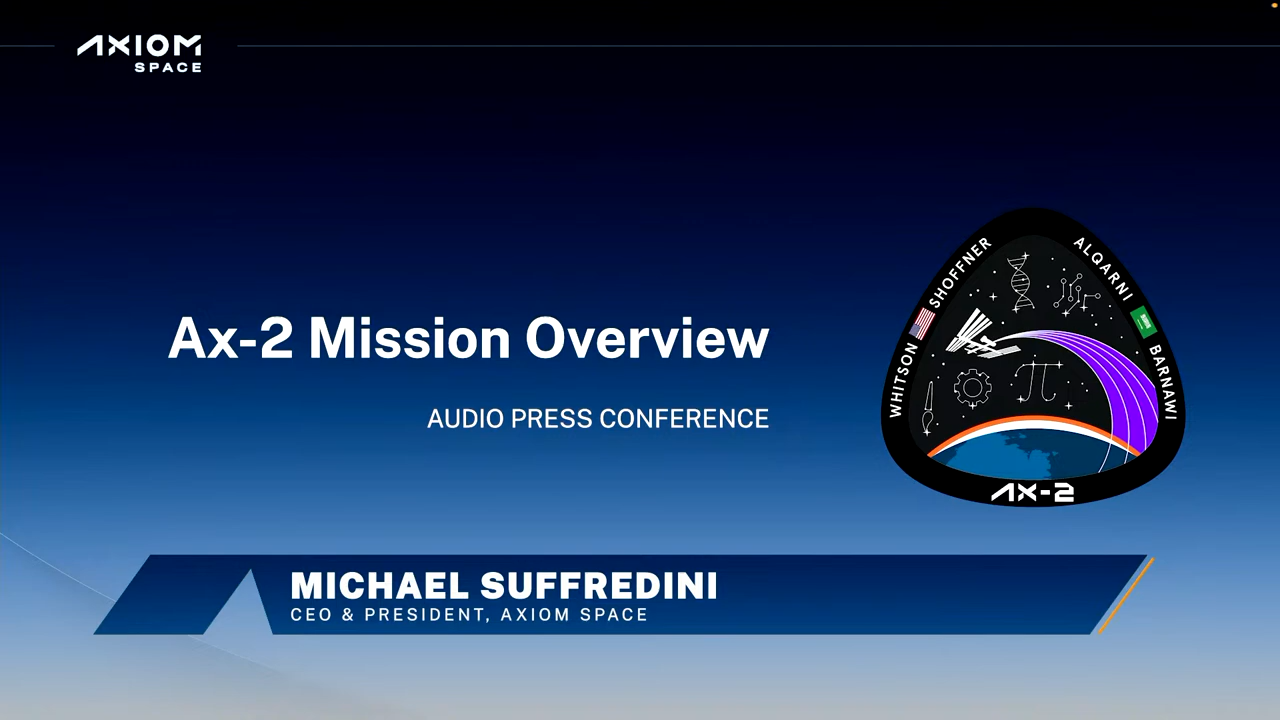 AXIOM
SPACE
Ax-2 Mission Overview
AUDIO PRESS CONFERENCE
WHITSON
SHOFFNER
ALQARNI
BARNAWI
AX-2
MICHAEL SUFFREDINI
CEO & PRESIDENT, AXIOM SPACE